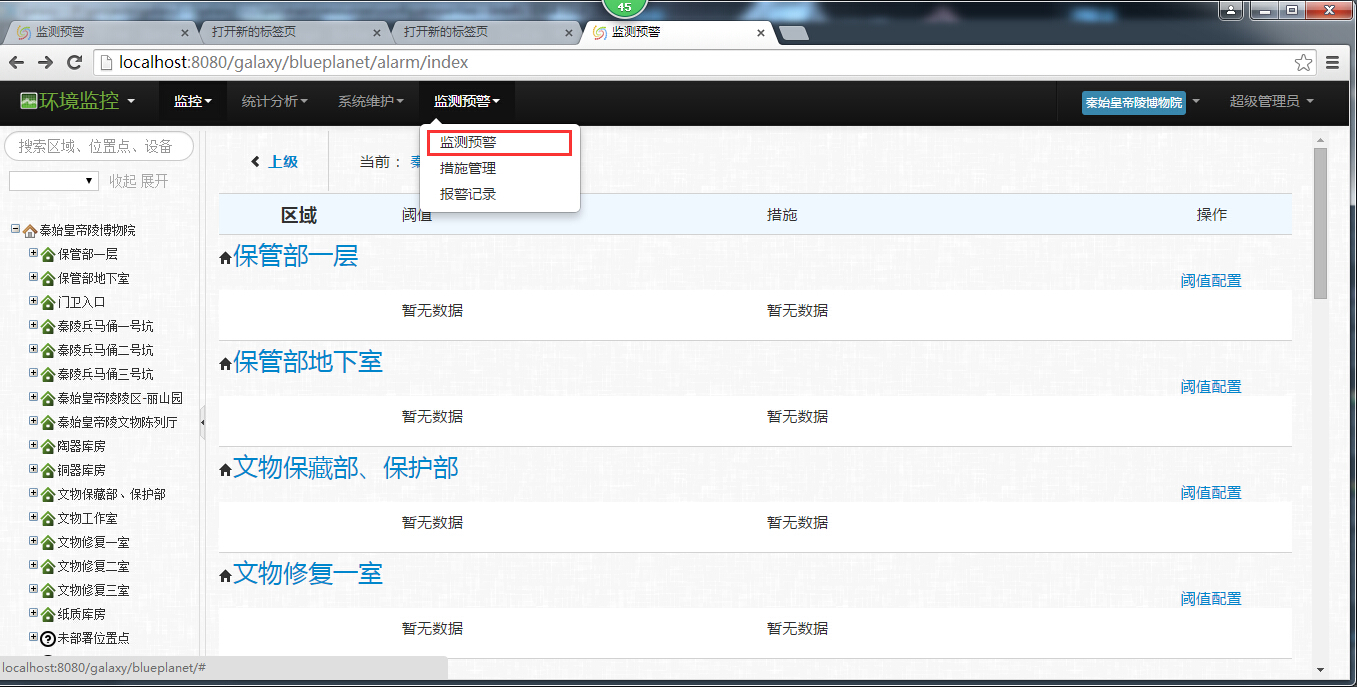 45
监测预警
打开新的标签页
打开新的标签页
监测预警
localhost:8080/galaxy/blueplanet/alarm/index
环境监控
监控
统计分析
系统维护
监测预警
秦始皇帝陵博物院
超级管理员
监测预警
措施管理
报警记录
搜索区域、位置点、设备
收起 展开
上级
当前：
秦始皇帝陵博物院
保管部一层
保管部地下室
门卫入口
秦陵兵马俑一号坑
秦陵兵马俑二号坑
秦陵兵马俑三号坑
秦始皇帝陵陵区-丽山园
秦始皇帝陵文物陈列厅
陶器库房
铜器库房
文物保藏部、保护部
文物工作室
文物修复一室
文物修复二室
文物修复三室
纸质库房
未部署位置点
区域 阈值 措施 操作
保管部一层
阈值配置
暂无数据 暂无数据
保管部地下室
阈值配置
暂无数据 暂无数据
文物保藏部、保护部
阈值配置
暂无数据 暂无数据
文物修复一室
阈值配置
暂无数据 暂无数据
localhost:8080/galaxy/blueplanet/#